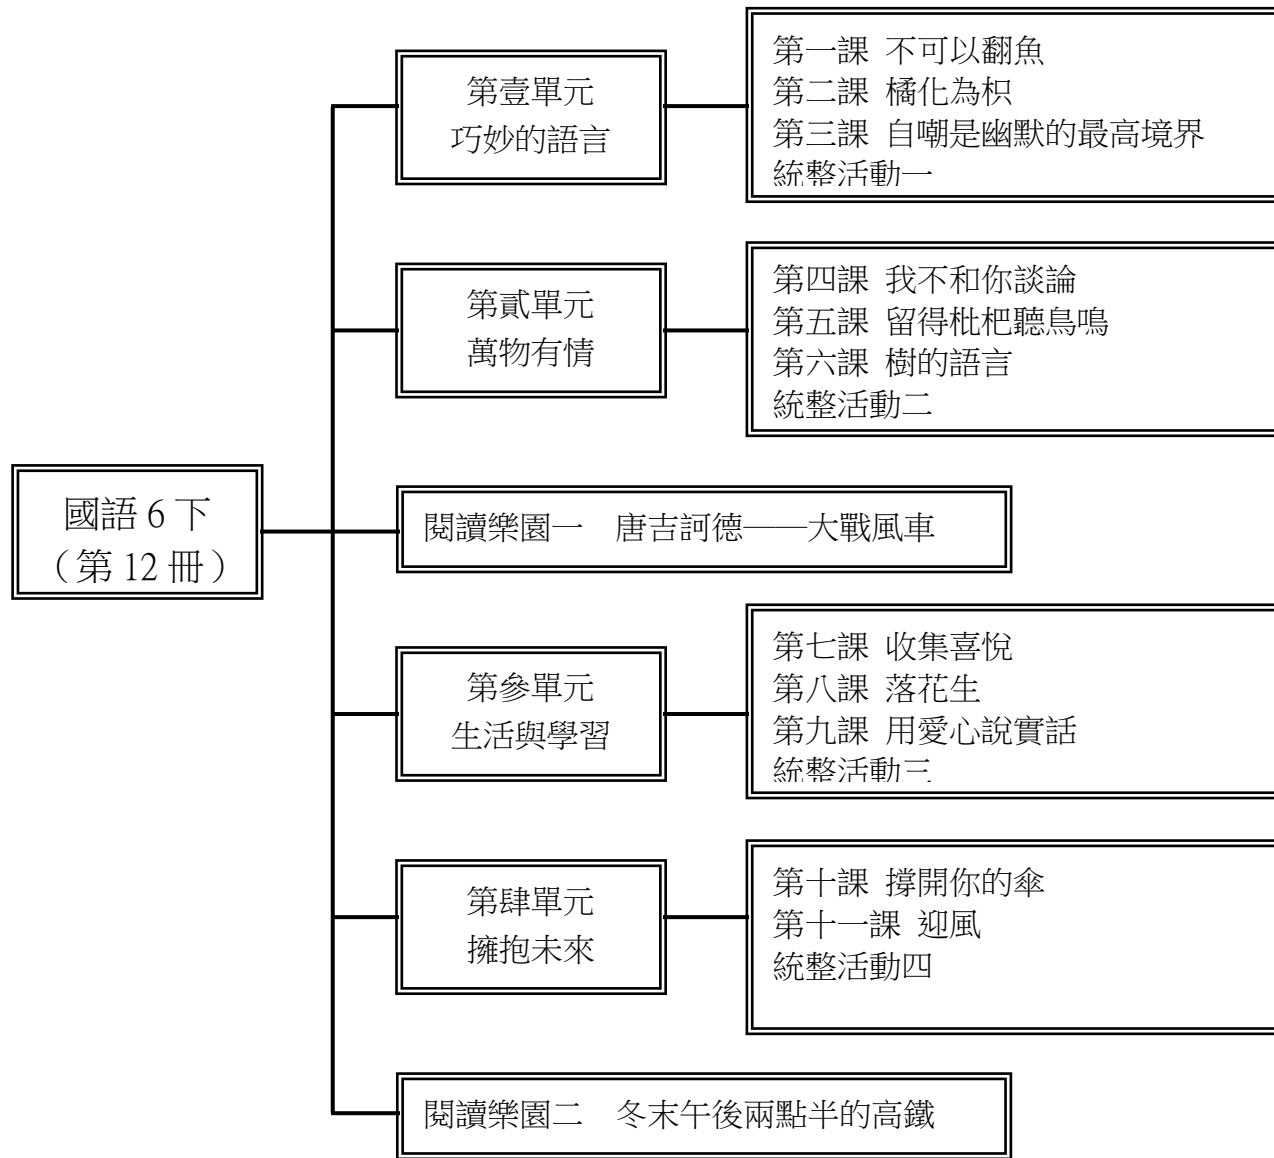 國語 6 下
（第 12 冊）
第壹單元
巧妙的語言
第一課 不可以翻魚
第二課 橘化為枳
第三課 自嘲是幽默的最高境界
統整活動一
第貳單元
萬物有情
第四課 我不和你談論
第五課 留得枇杷聽鳥鳴
第六課 樹的語言
統整活動二
閱讀樂園一　唐吉訶德──大戰風車
第參單元
生活與學習
第七課 收集喜悅
第八課 落花生
第九課 用愛心說實話
統整活動三
第肆單元
擁抱未來
第十課 撐開你的傘
第十一課 迎風
統整活動四
閱讀樂園二　冬末午後兩點半的高鐵